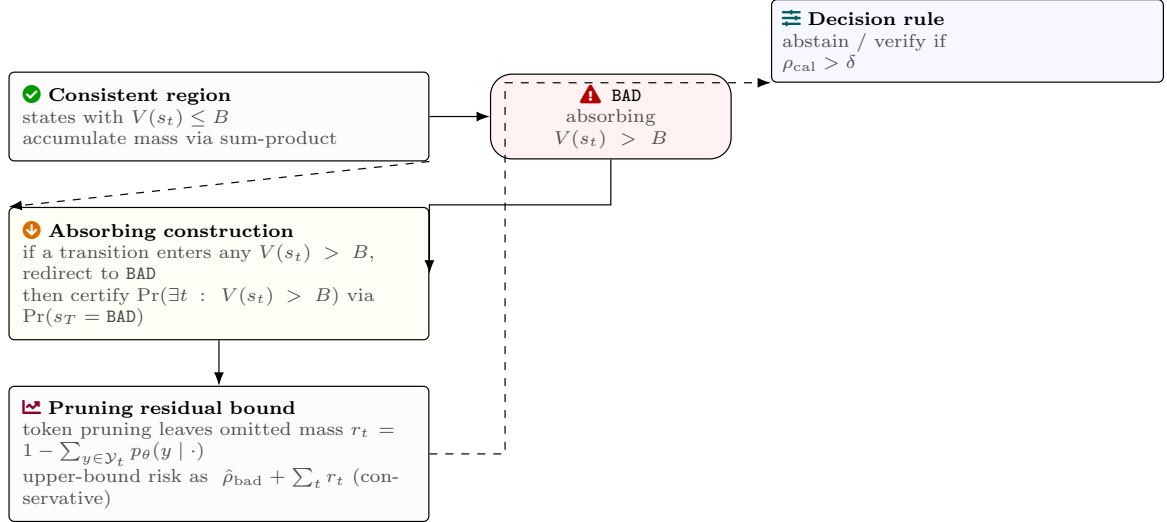 Decision rule
abstain / verify if
ρ_cal > δ
Consistent region
states with V(s_t) ≤ B
accumulate mass via sum-product
BAD
absorbing
V(s_t) > B
Absorbing construction
if a transition enters any V(s_t) > B,
redirect to BAD
then certify Pr(∃t : V(s_t) > B) via
Pr(s_T = BAD)
Pruning residual bound
token pruning leaves omitted mass r_t =
1 − ∑_{y∈𝒴_t} p_θ(y | ·)
upper-bound risk as ρ̂_bad + ∑_t r_t (con-
servative)